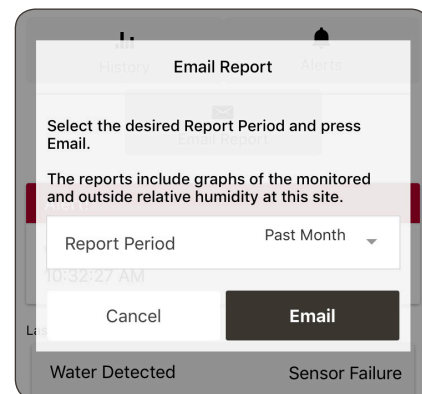 History
Alerts
Email Report
Select the desired Report Period and press
Email.
Email Report
The reports include graphs of the monitored
and outside relative humidity at this site.
Report Period
Past Month
10:32:27 AM
Cancel
Email
Water Detected
Sensor Failure